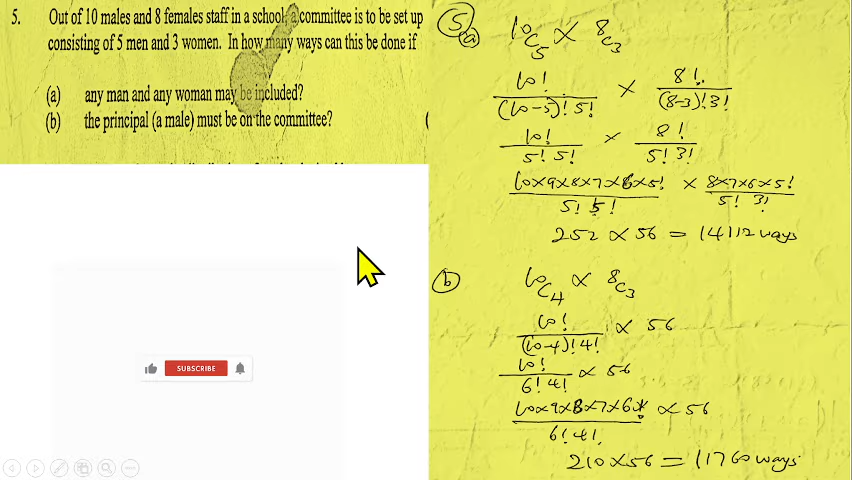 5. Out of 10 males and 8 females staff in a school, a committee is to be set up
consisting of 5 men and 3 women. In how many ways can this be done if
(a) any man and any woman may be included?
(b) the principal (a male) must be on the committee?
SUBSCRIBE
5(a) 10C5 × 8C3
10!/(10-5)! 5! × 8!/(8-3)! 3!
10!/5! 5! × 8!/5! 3!
10×9×8×7×6×5!/5! 5! × 8×7×6×5!/5! 3!
252 × 56 = 14112 ways
(b) 10C4 × 8C3
10!/(10-4)! 4! × 56
10!/6! 4! × 56
10×9×8×7×6!/6! 4! × 56
210 × 56 = 11760 ways